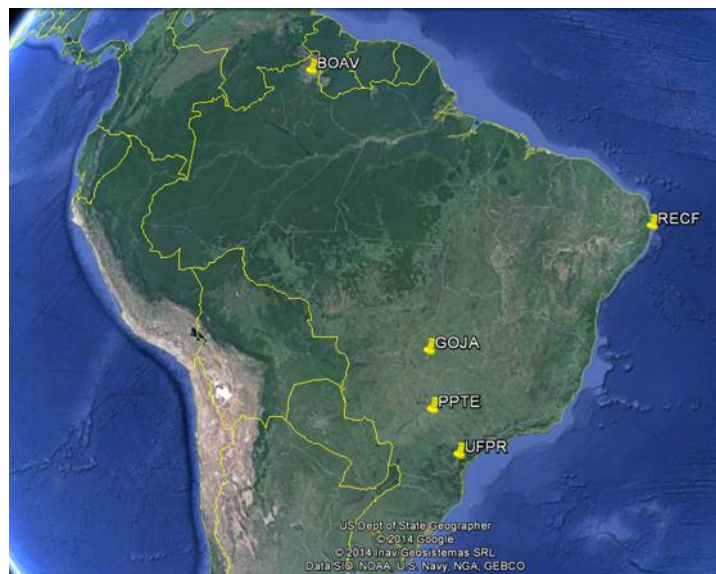 BOAV
RECF
GOJA
PPTE
UFPR
US Dept of State Geographer
© 2014 Google
© 2014 Inav/Geosistemas SRL
Data SIO, NOAA, U.S. Navy, NGA, GEBCO